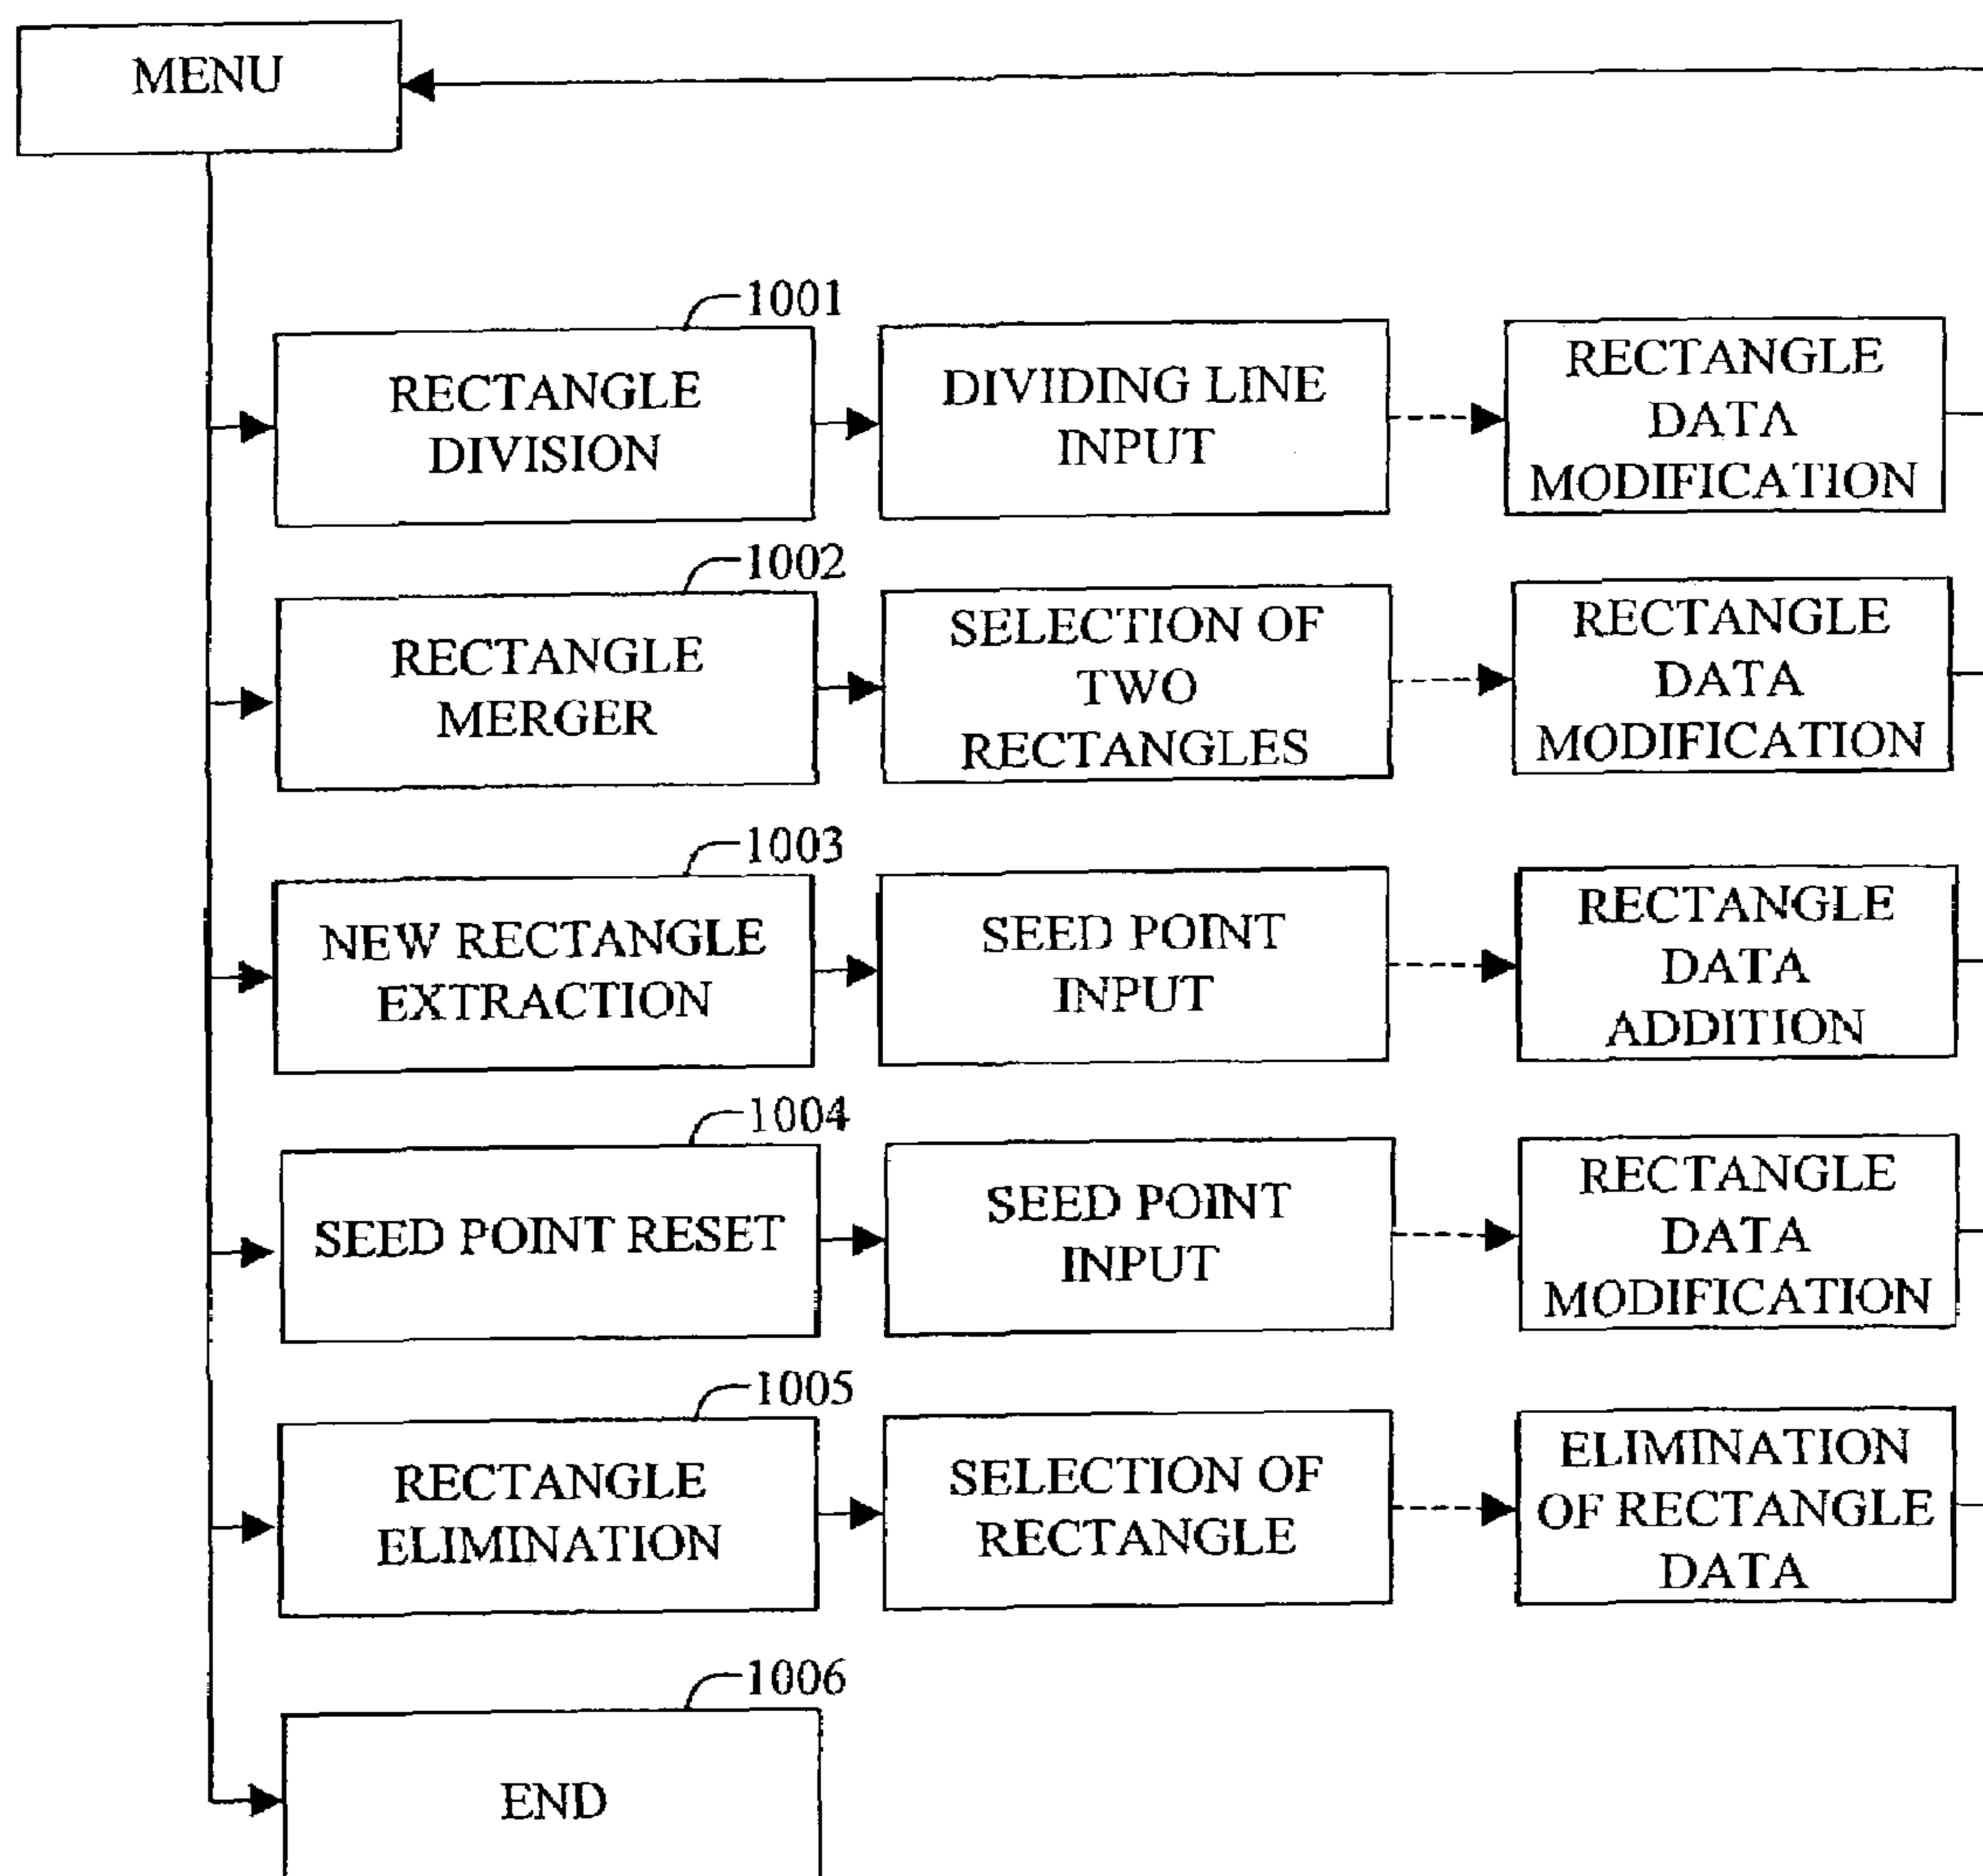 MENU
1001
RECTANGLE
DIVISION
DIVIDING LINE
INPUT
RECTANGLE
DATA
MODIFICATION
1002
RECTANGLE
MERGER
SELECTION OF
TWO
RECTANGLES
RECTANGLE
DATA
MODIFICATION
1003
NEW RECTANGLE
EXTRACTION
SEED POINT
INPUT
RECTANGLE
DATA
ADDITION
1004
SEED POINT RESET
SEED POINT
INPUT
RECTANGLE
DATA
MODIFICATION
1005
RECTANGLE
ELIMINATION
SELECTION OF
RECTANGLE
ELIMINATION
OF RECTANGLE
DATA
1006
END